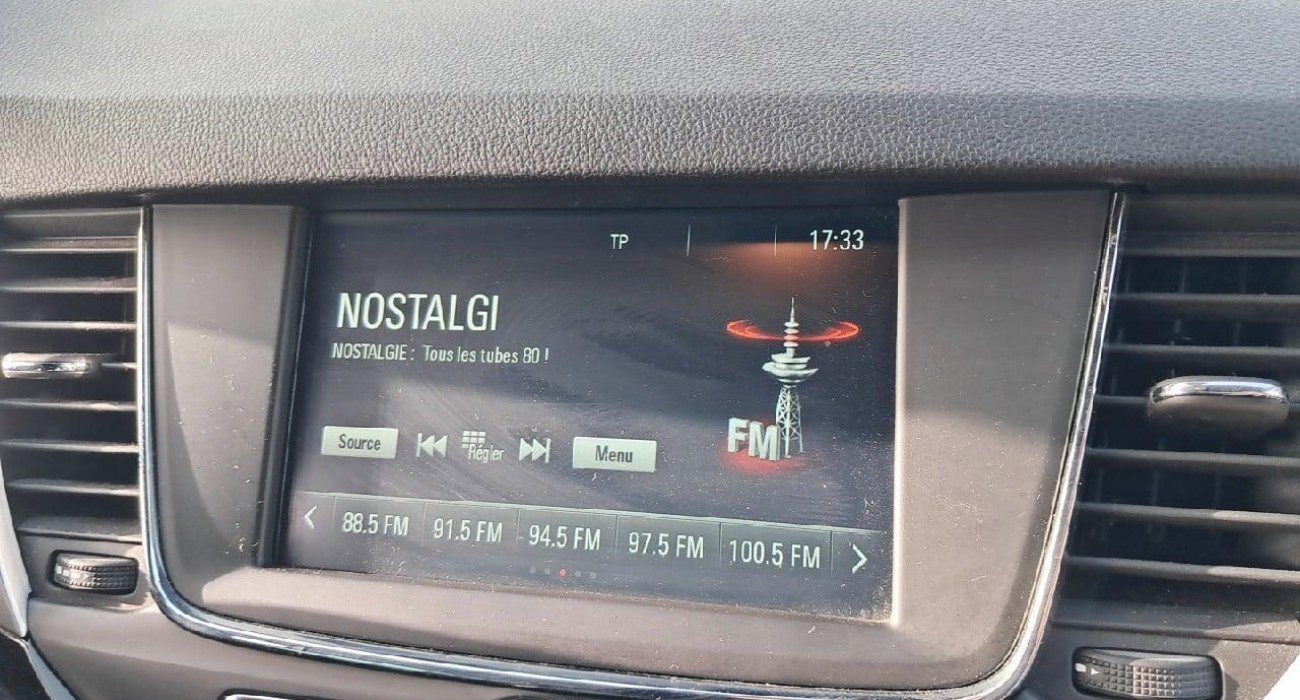 TP 17:33
NOSTALGI
NOSTALGIE : Tous les tubes 80 !
FM
Source Régler Menu
88.5 FM 91.5 FM 94.5 FM 97.5 FM 100.5 FM